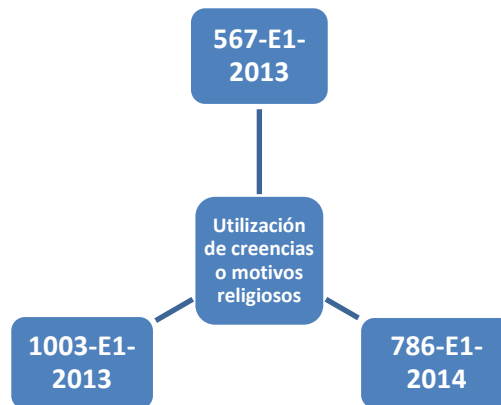 567-E1-
2013
Utilización
de creencias
o motivos
religiosos
1003-E1-
2013
786-E1-
2014